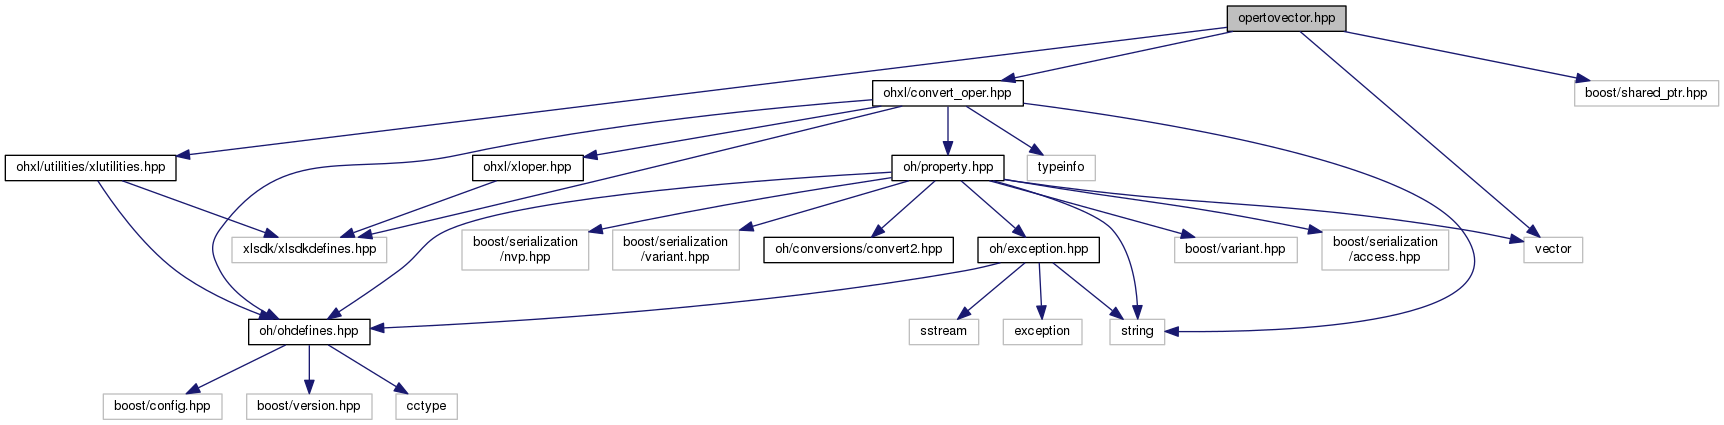 opertovector.hpp
ohxl/convert_oper.hpp
boost/shared_ptr.hpp
ohxl/utilities/xlutilities.hpp
ohxl/xloper.hpp
oh/property.hpp
typeinfo
xlsdk/xlsdkdefines.hpp
boost/serialization
/nvp.hpp
boost/serialization
/variant.hpp
oh/conversions/convert2.hpp
oh/exception.hpp
boost/variant.hpp
boost/serialization
/access.hpp
vector
oh/ohdefines.hpp
sstream
exception
string
boost/config.hpp
boost/version.hpp
cctype